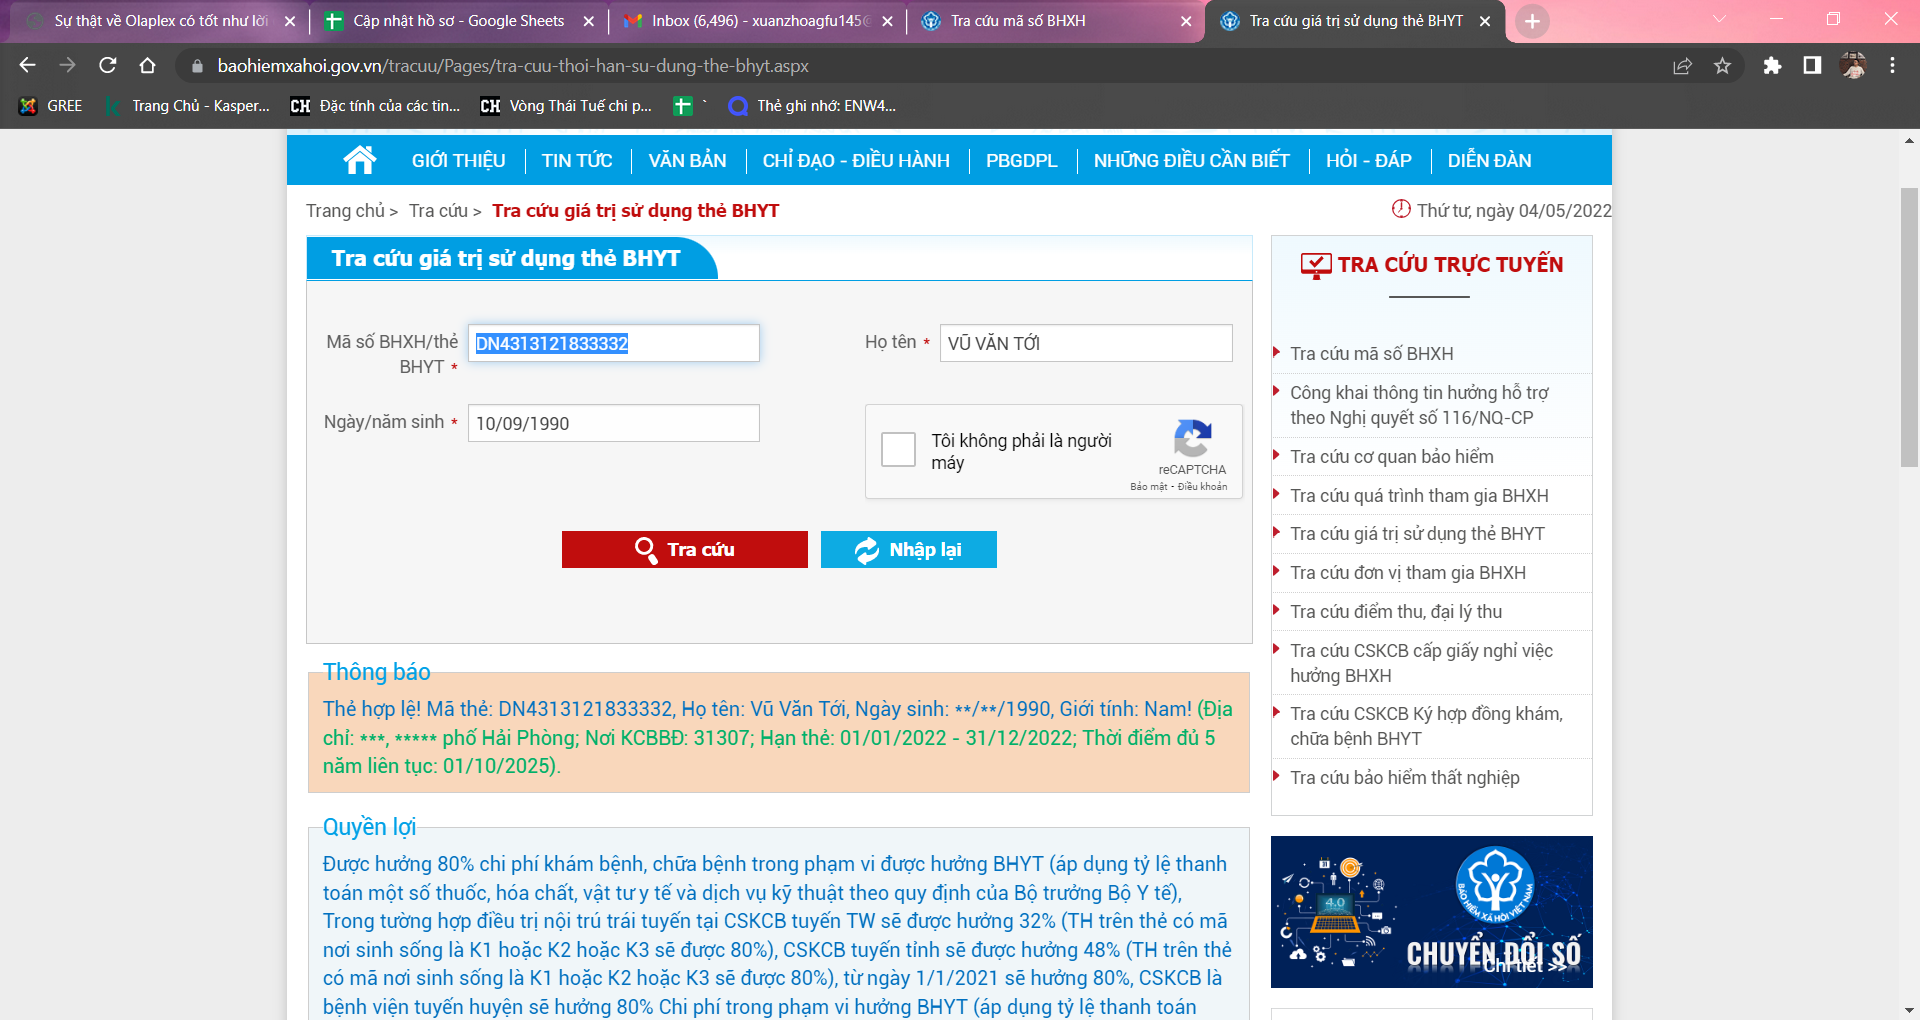 Sự thật về Olaplex có tốt như lời
Cập nhật hồ sơ - Google Sheets
Inbox (6,496) - xuanzhoagfu145@
Tra cứu mã số BHXH
Tra cứu giá trị sử dụng thẻ BHYT
baohiemxahoi.gov.vn/tracuu/Pages/tra-cuu-thoi-han-su-dung-the-bhyt.aspx
GREE
Trang Chủ - Kasper...
CH Đặc tính của các tin...
CH Vòng Thái Tuế chi p...
`
Thẻ ghi nhớ: ENW4...
GIỚI THIỆU
TIN TỨC
VĂN BẢN
CHỈ ĐẠO - ĐIỀU HÀNH
PBGDPL
NHỮNG ĐIỀU CẦN BIẾT
HỎI - ĐÁP
DIỄN ĐÀN
Trang chủ > Tra cứu > Tra cứu giá trị sử dụng thẻ BHYT
Thứ tư, ngày 04/05/2022
Tra cứu giá trị sử dụng thẻ BHYT
Mã số BHXH/thẻ
BHYT *
DN4313121833332
Họ tên *
VŨ VĂN TỚI
Ngày/năm sinh *
10/09/1990
Tôi không phải là người
máy
reCAPTCHA
Bảo mật - Điều khoản
Tra cứu
Nhập lại
Thông báo
Thẻ hợp lệ! Mã thẻ: DN4313121833332, Họ tên: Vũ Văn Tới, Ngày sinh: **/**/1990, Giới tính: Nam! (Địa
chỉ: ***, ***** phố Hải Phòng; Nơi KCBBĐ: 31307; Hạn thẻ: 01/01/2022 - 31/12/2022; Thời điểm đủ 5
năm liên tục: 01/10/2025).
Quyền lợi
Được hưởng 80% chi phí khám bệnh, chữa bệnh trong phạm vi được hưởng BHYT (áp dụng tỷ lệ thanh
toán một số thuốc, hóa chất, vật tư y tế và dịch vụ kỹ thuật theo quy định của Bộ trưởng Bộ Y tế),
Trong tường hợp điều trị nội trú trái tuyến tại CSKCB tuyến TW sẽ được hưởng 32% (TH trên thẻ có mã
nơi sinh sống là K1 hoặc K2 hoặc K3 sẽ được 80%), CSKCB tuyến tỉnh sẽ được hưởng 48% (TH trên thẻ
có mã nơi sinh sống là K1 hoặc K2 hoặc K3 sẽ được 80%), từ ngày 1/1/2021 sẽ hưởng 80%, CSKCB là
bệnh viện tuyến huyện sẽ hưởng 80% Chi phí trong phạm vi hưởng BHYT (áp dụng tỷ lệ thanh toán
TRA CỨU TRỰC TUYẾN
Tra cứu mã số BHXH
Công khai thông tin hưởng hỗ trợ
theo Nghị quyết số 116/NQ-CP
Tra cứu cơ quan bảo hiểm
Tra cứu quá trình tham gia BHXH
Tra cứu giá trị sử dụng thẻ BHYT
Tra cứu đơn vị tham gia BHXH
Tra cứu điểm thu, đại lý thu
Tra cứu CSKCB cấp giấy nghỉ việc
hưởng BHXH
Tra cứu CSKCB Ký hợp đồng khám,
chữa bệnh BHYT
Tra cứu bảo hiểm thất nghiệp
4.0
BẢO HIỂM XÃ HỘI VIỆT NAM
CHUYỂN ĐỔI SỐ
Chi tiết >>